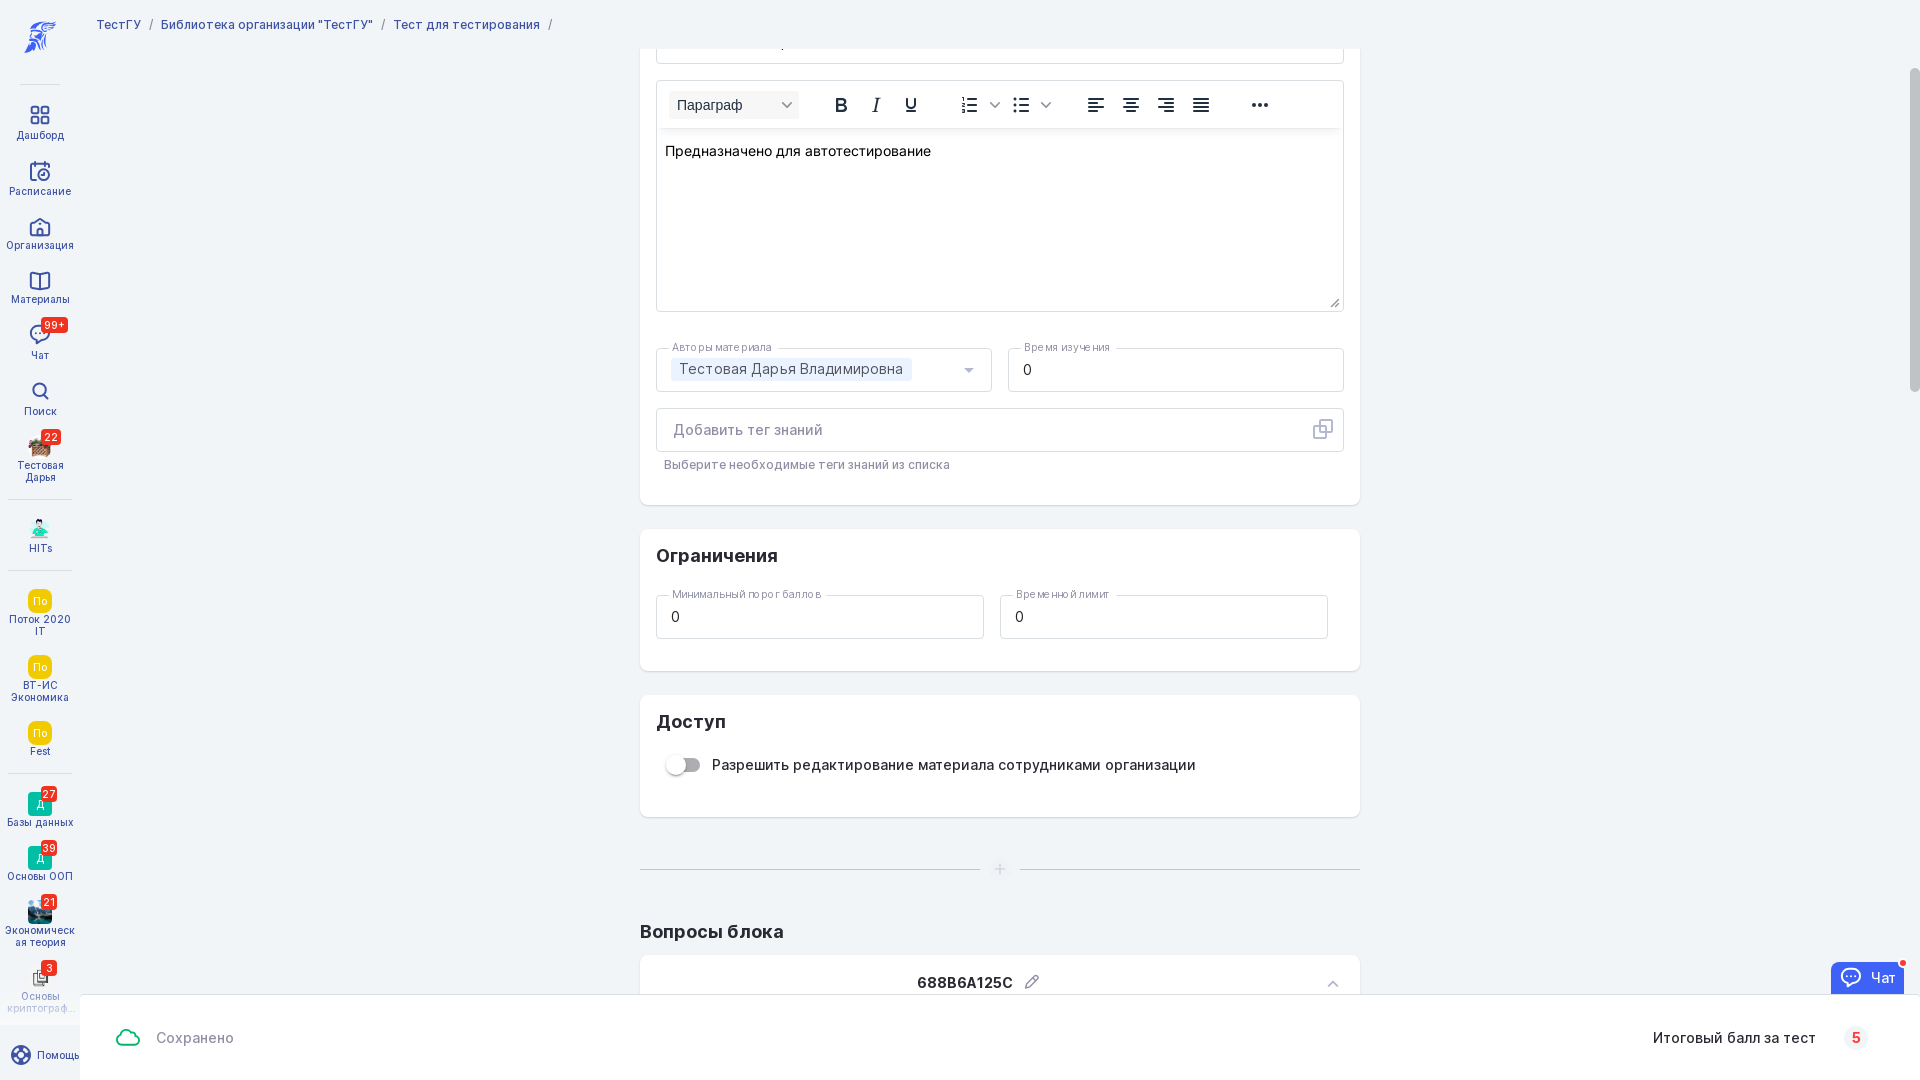 ТестГУ / Библиотека организации "ТестГУ" / Тест для тестирования /
Дашборд
Расписание
Организация
Материалы
99+
Чат
Поиск
22
Тестовая
Дарья
HITs
По
Поток 2020
IT
По
ВТ-ИС
Экономика
По
Fest
27
Д
Базы данных
39
Д
Основы ООП
21
Экономическ
ая теория
3
Основы
криптограф...
Помощь
Параграф
Предназначено для автотестирование
Авторы материала
Тестовая Дарья Владимировна
Время изучения
0
Добавить тег знаний
Выберите необходимые теги знаний из списка
Ограничения
Минимальный порог баллов
0
Временной лимит
0
Доступ
Разрешить редактирование материала сотрудниками организации
Вопросы блока
688B6A125C
Чат
Сохранено
Итоговый балл за тест 5